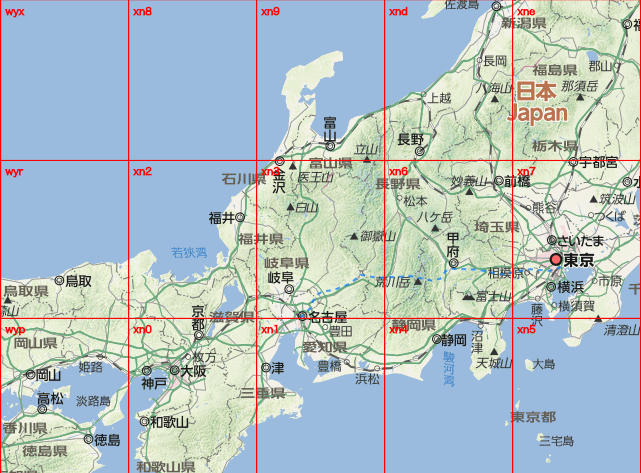 wyx
xn8
xn9
xnd
xne
佐渡島
新潟県
長岡
福島県
郡山
八海山
日本
Japan
那須岳
上越
富山
長野
栃木県
立山
宇都宮
wyr
xn2
xn3
xn6
xn7
富山県
石川県
金沢
医王山
長野県
妙義山
前橋
松本
熊谷
筑波山
つくば
福井
白山
八ケ岳
埼玉県
福井県
御嶽山
甲府
さいたま
若狭湾
岐阜県
東京
鳥取
鳥取県
岐阜
荒川岳
相模原
市原
富士山
横浜
横須賀
京都
滋賀県
名古屋
藤沢
wyp
xn0
xn1
xn4
xn5
豊田
静岡県
清澄山
岡山県
枚方
愛知県
静岡
沼津
姫路
豊橋
駿河湾
天城山
大島
岡山
神戸
大阪
津
浜松
高松
淡路島
三重県
香川県
和歌山
東京都
徳島
徳島県
三宅島
和歌山県